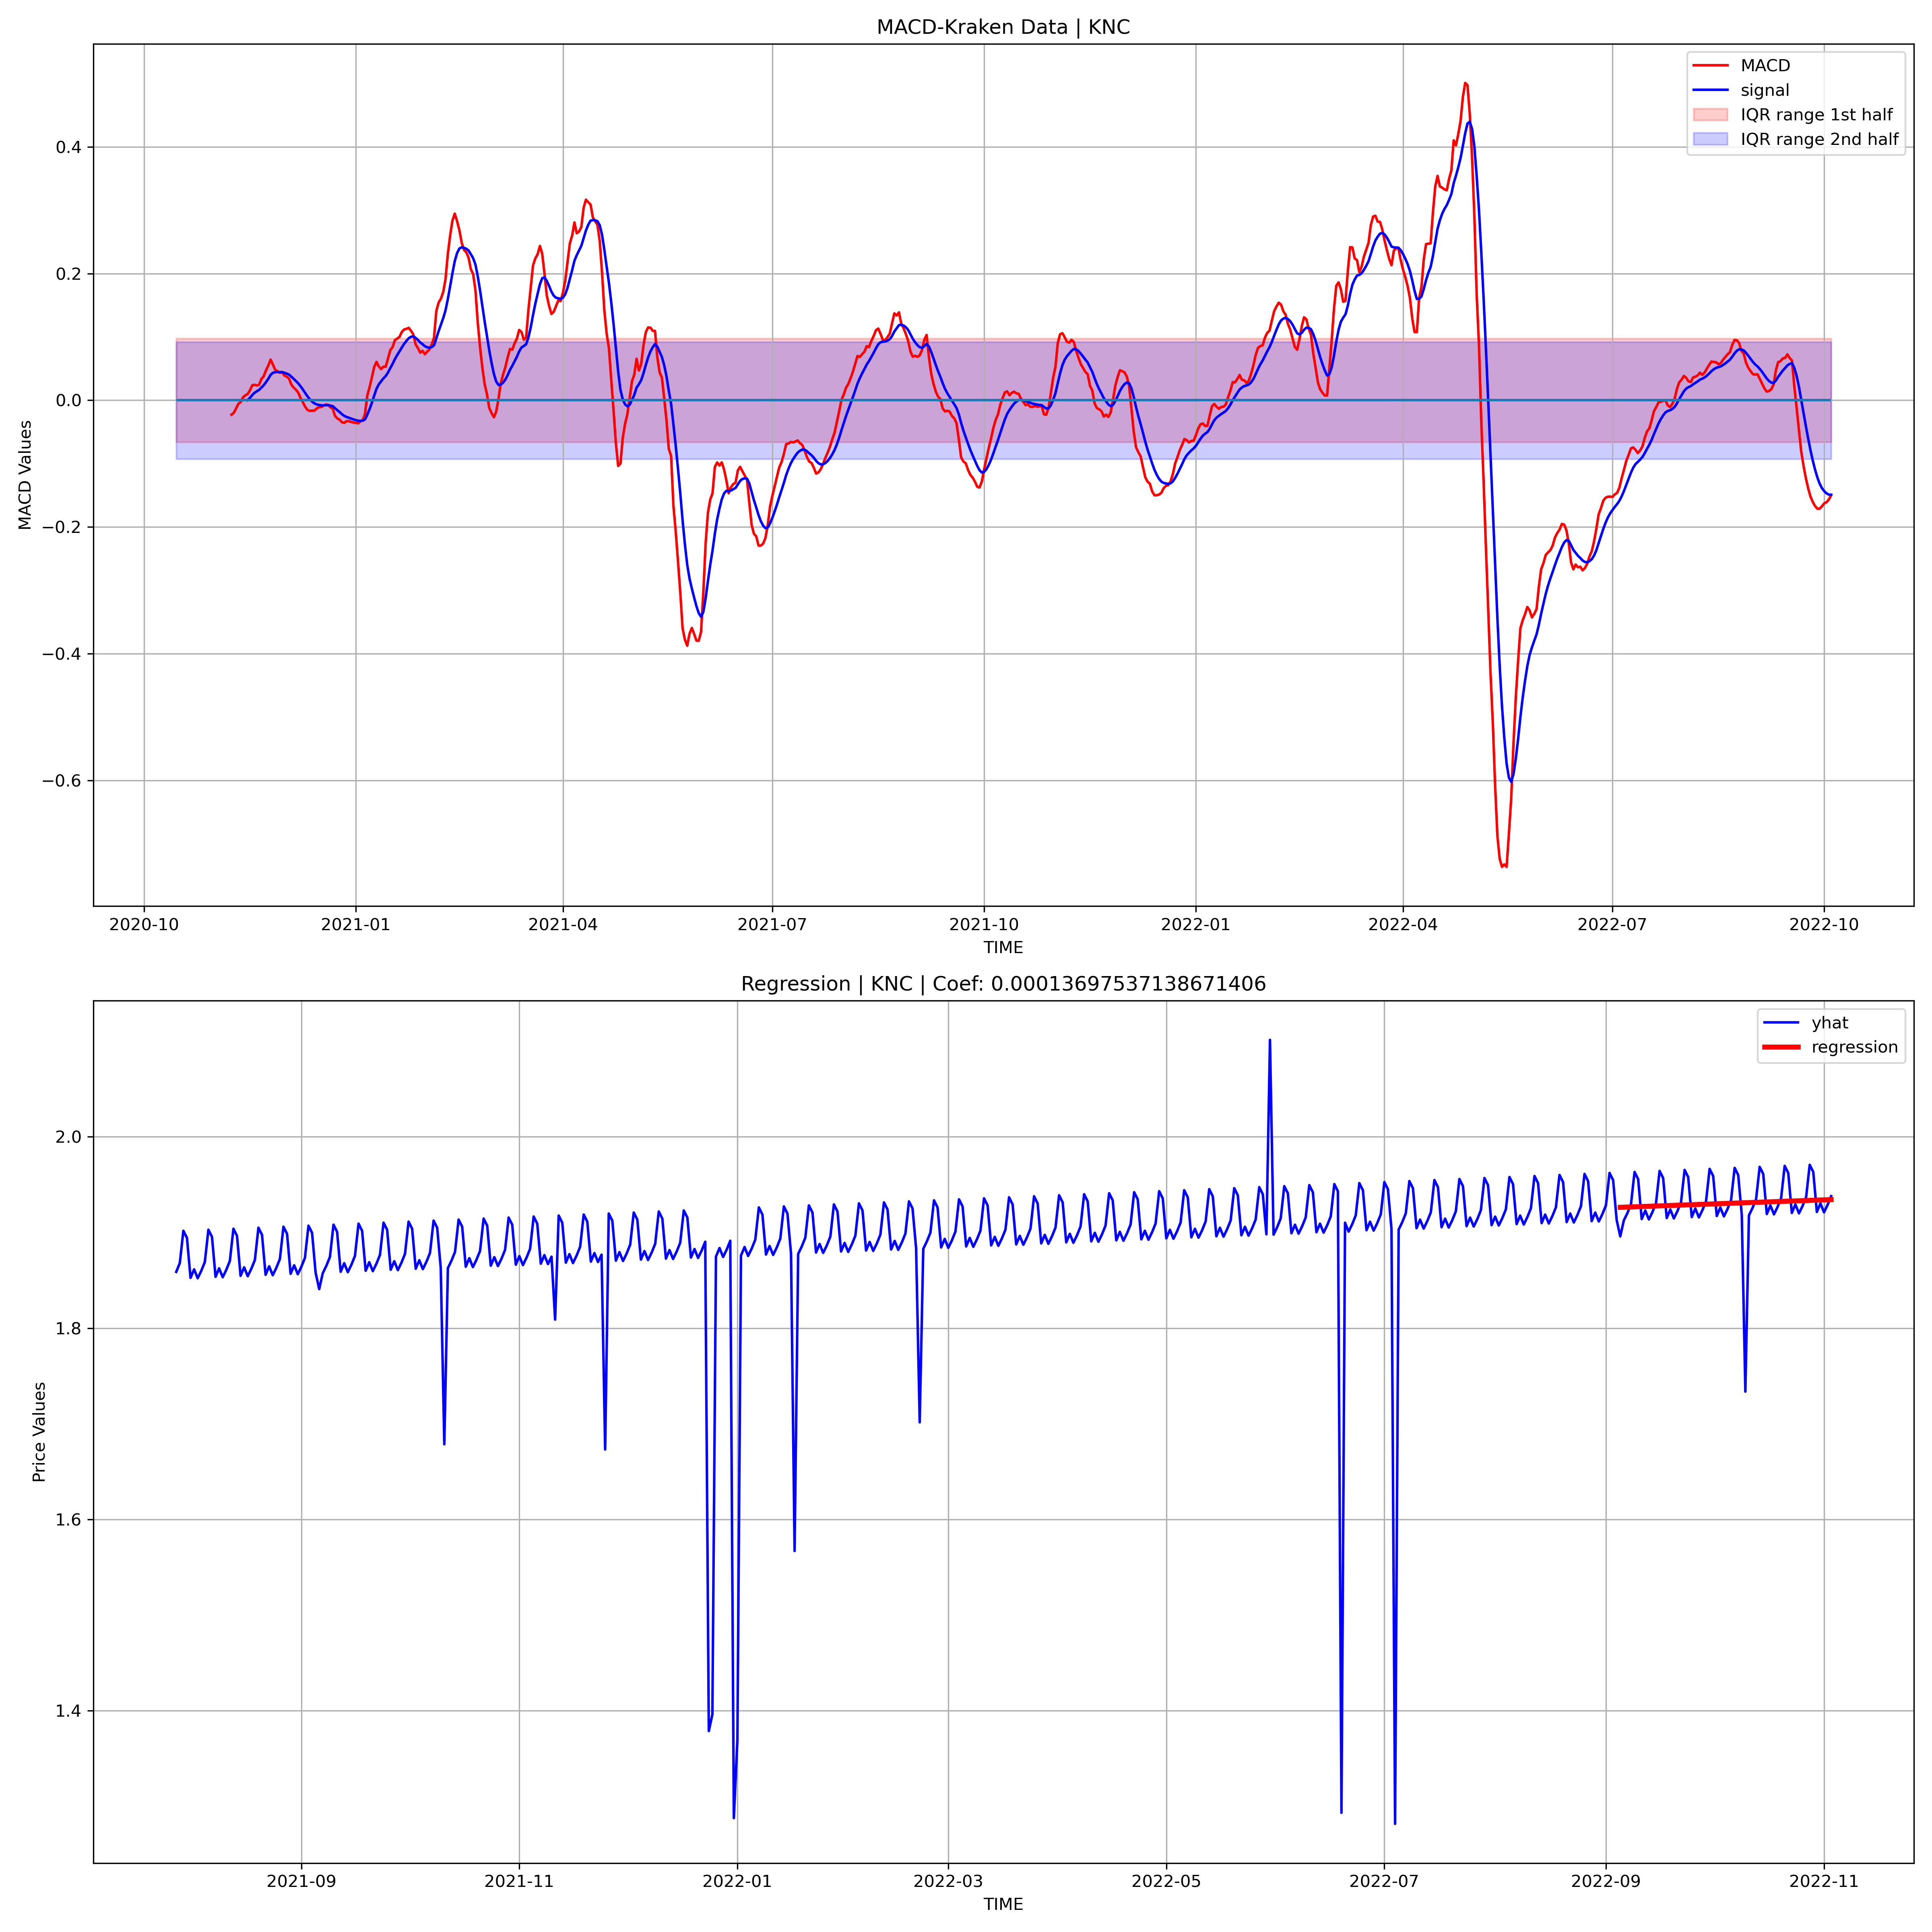 MACD-Kraken Data | KNC
MACD
signal
IQR range 1st half
IQR range 2nd half
0.4
0.2
0.0
−0.2
−0.4
−0.6
MACD Values
2020-10 2021-01 2021-04 2021-07 2021-10 2022-01 2022-04 2022-07 2022-10
TIME
Regression | KNC | Coef: 0.00013697537138671406
yhat
regression
2.0
1.8
1.6
1.4
Price Values
2021-09 2021-11 2022-01 2022-03 2022-05 2022-07 2022-09 2022-11
TIME